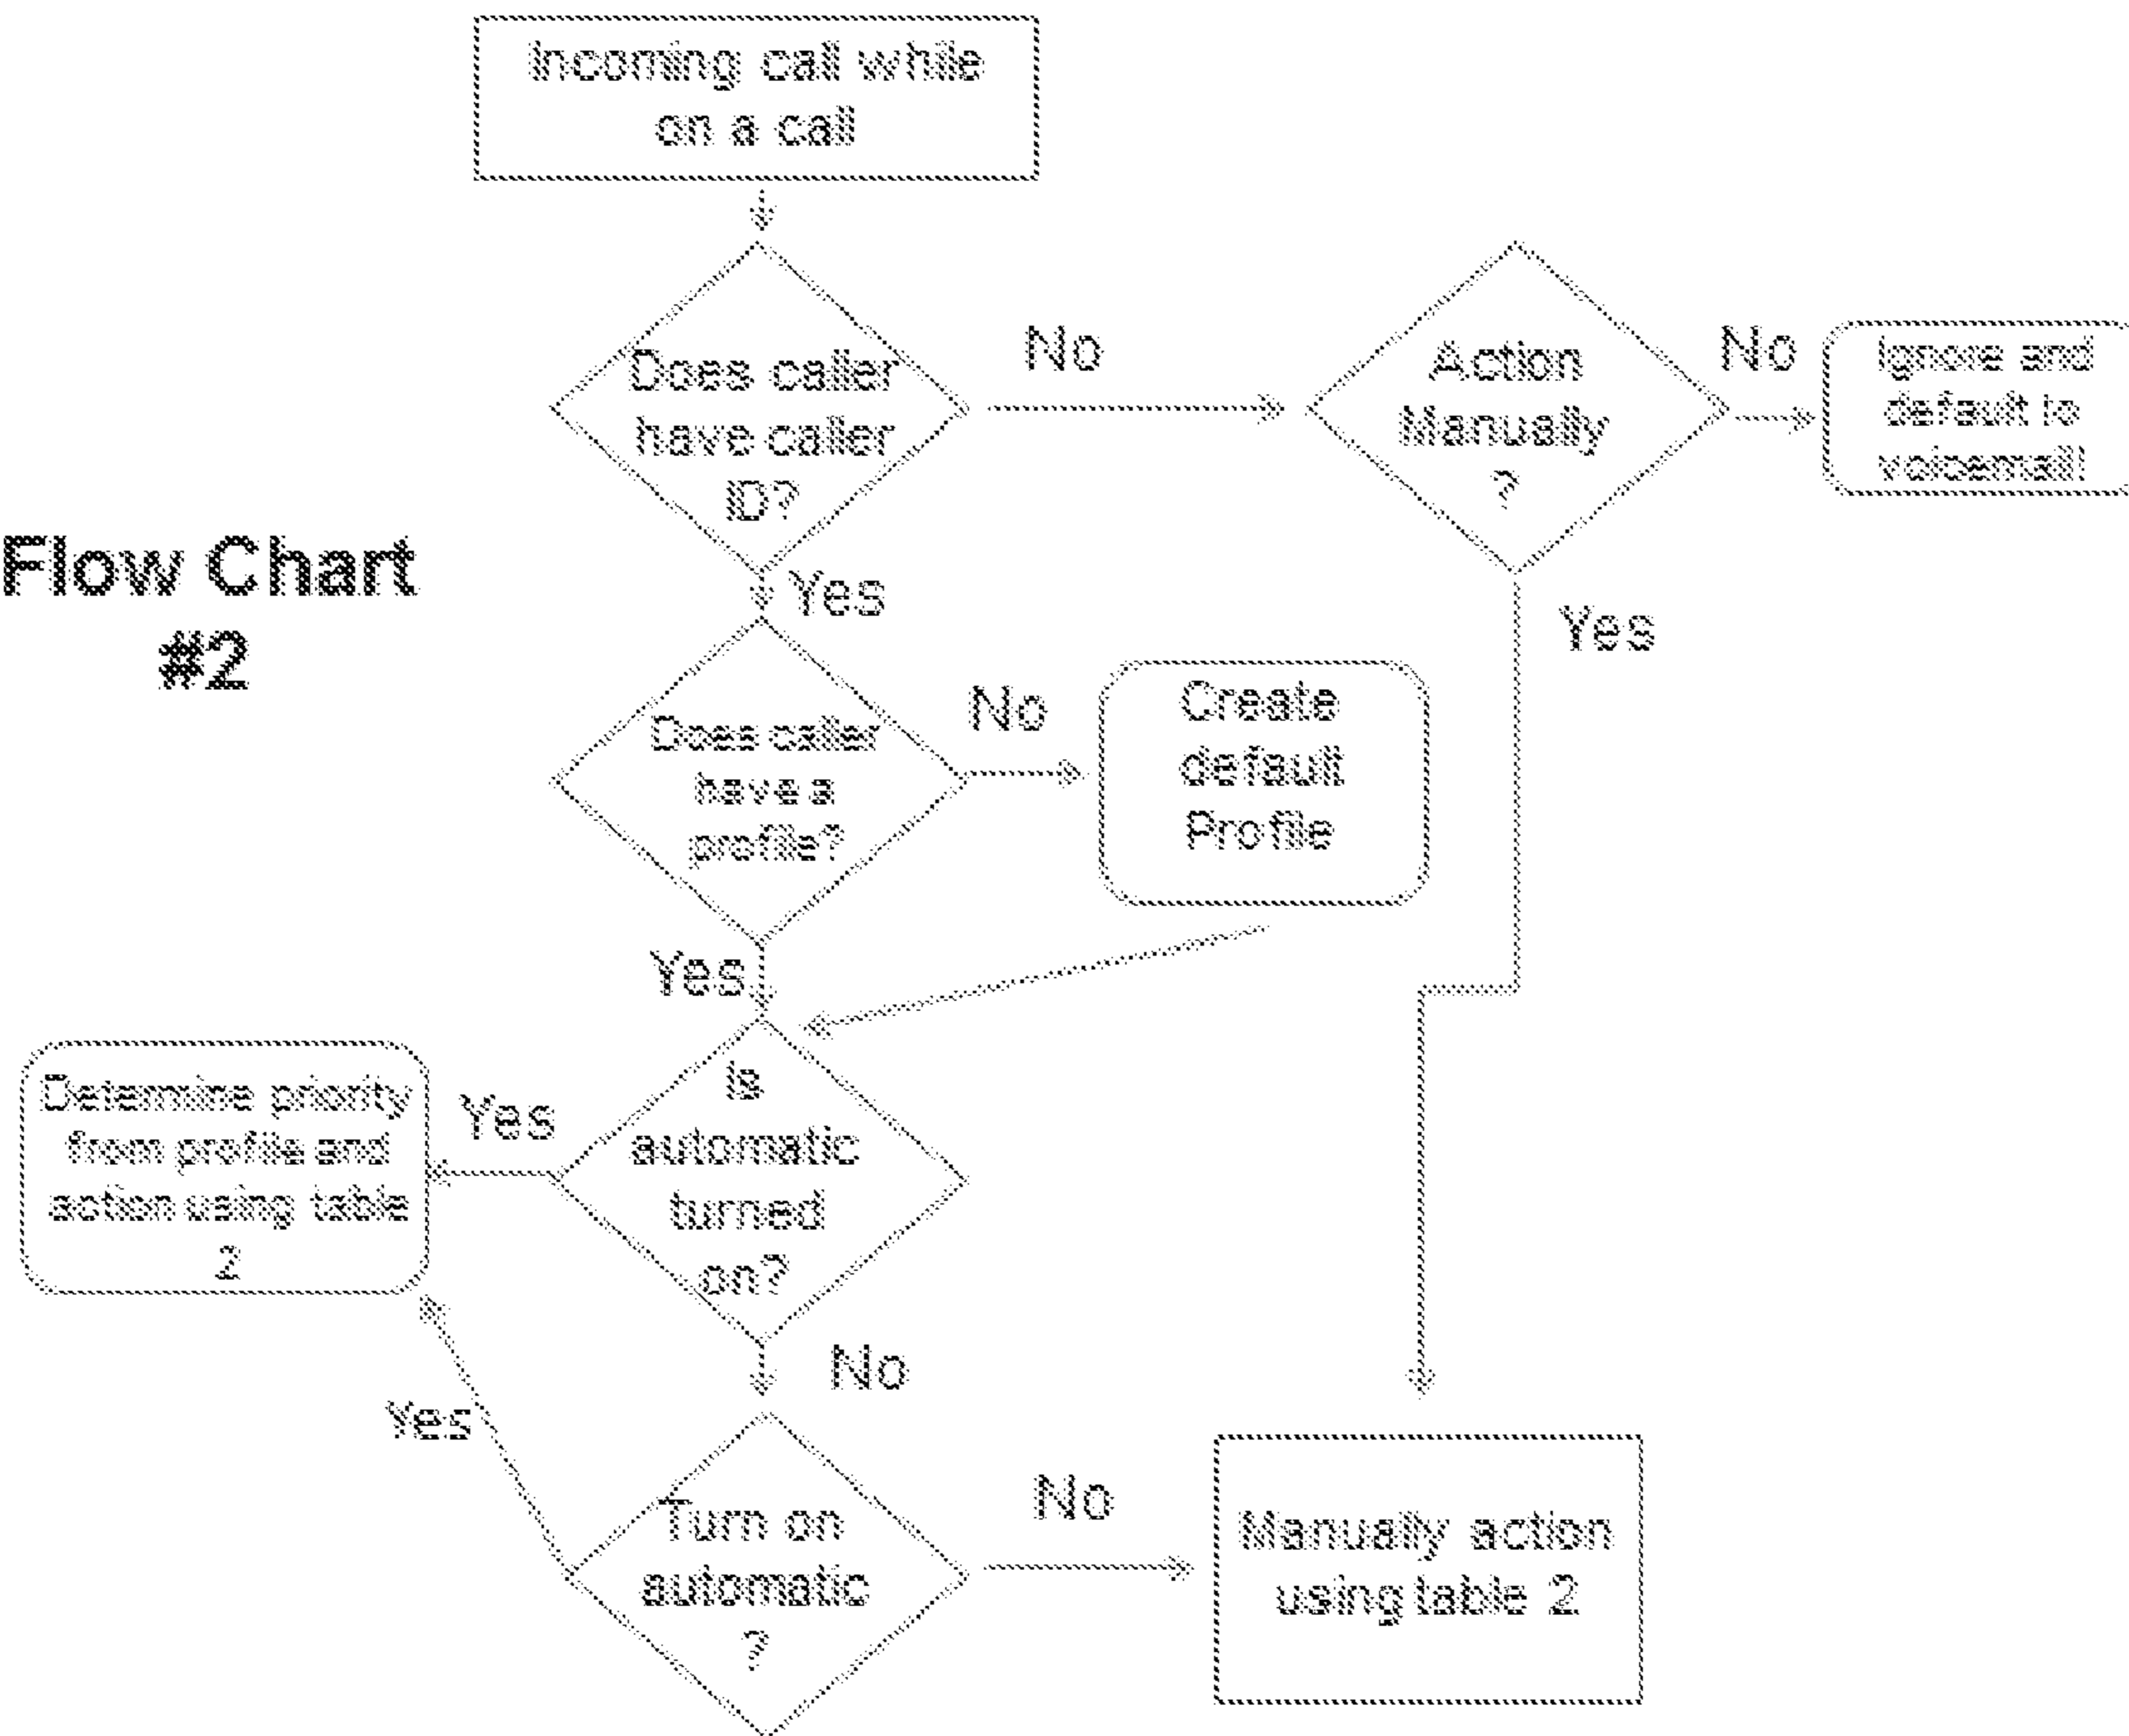 Incoming call while
on a call
Does caller
have caller
ID?
No
Action
Manually
?
No
Ignore and
default to
voicemail!
Flow Chart
#2
Yes
Yes
Does caller
have a
profile?
No
Create
default
Profile
Yes
Is
automatic
turned
on?
Yes
Determine priority
from profile and
action using table
2
No
Yes
Turn on
automatic
?
No
Manually action
using table 2